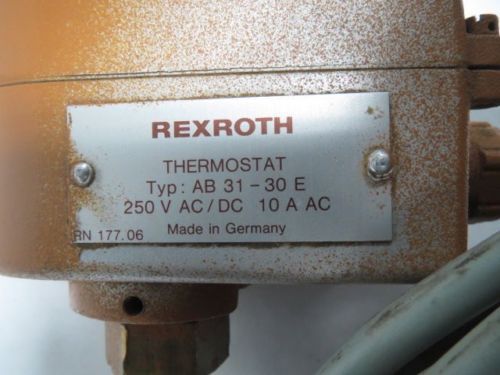 REXROTH
THERMOSTAT
Typ: AB 31-30 E
250 V AC/DC 10 A AC
RN 177.06 Made in Germany